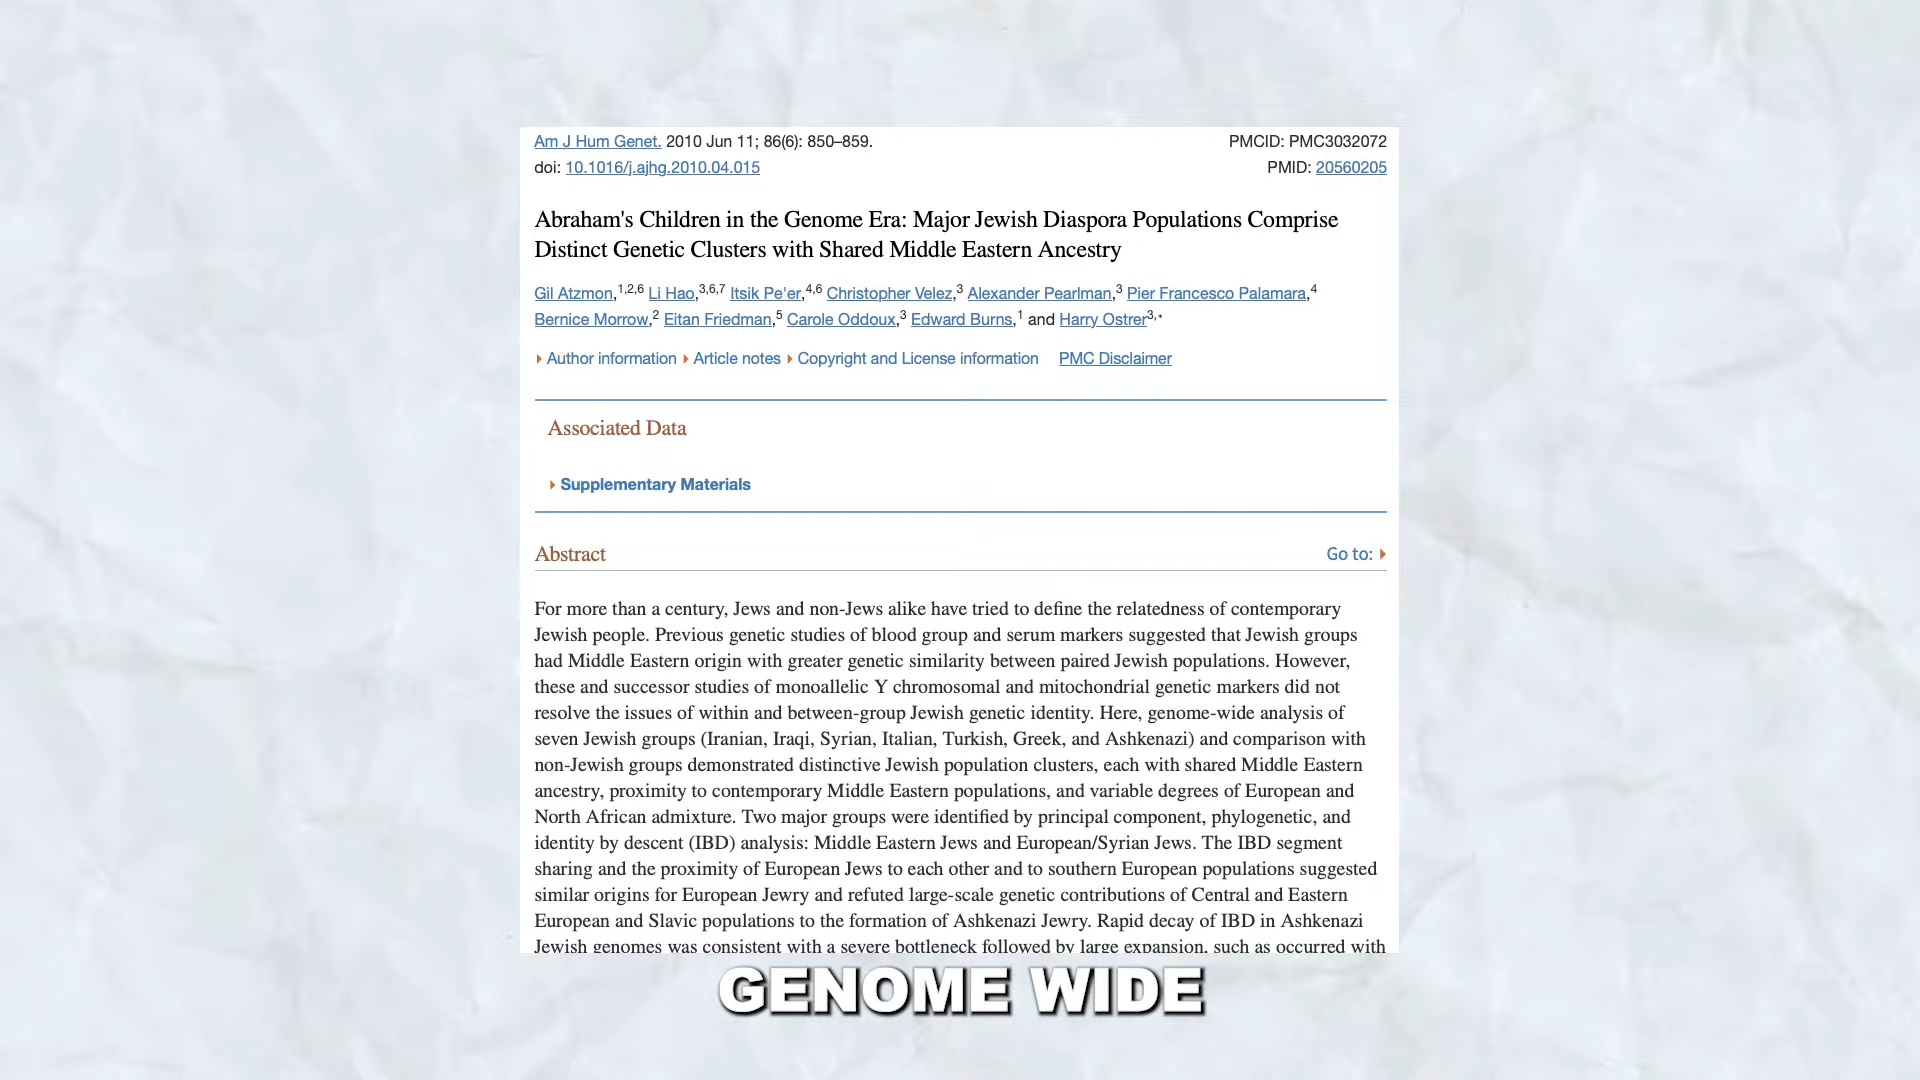 Am J Hum Genet. 2010 Jun 11; 86(6): 850–859. PMCID: PMC3032072
doi: 10.1016/j.ajhg.2010.04.015 PMID: 20560205
Abraham's Children in the Genome Era: Major Jewish Diaspora Populations Comprise
Distinct Genetic Clusters with Shared Middle Eastern Ancestry
Gil Atzmon,1,2,6 Li Hao,3,6,7 Itsik Pe'er,4,6 Christopher Velez,3 Alexander Pearlman,3 Pier Francesco Palamara,4
Bernice Morrow,2 Eitan Friedman,5 Carole Oddoux,3 Edward Burns,1 and Harry Ostrer3,*
Author information Article notes Copyright and License information PMC Disclaimer
Associated Data
Supplementary Materials
Abstract Go to:
For more than a century, Jews and non-Jews alike have tried to define the relatedness of contemporary
Jewish people. Previous genetic studies of blood group and serum markers suggested that Jewish groups
had Middle Eastern origin with greater genetic similarity between paired Jewish populations. However,
these and successor studies of monoallelic Y chromosomal and mitochondrial genetic markers did not
resolve the issues of within and between-group Jewish genetic identity. Here, genome-wide analysis of
seven Jewish groups (Iranian, Iraqi, Syrian, Italian, Turkish, Greek, and Ashkenazi) and comparison with
non-Jewish groups demonstrated distinctive Jewish population clusters, each with shared Middle Eastern
ancestry, proximity to contemporary Middle Eastern populations, and variable degrees of European and
North African admixture. Two major groups were identified by principal component, phylogenetic, and
identity by descent (IBD) analysis: Middle Eastern Jews and European/Syrian Jews. The IBD segment
sharing and the proximity of European Jews to each other and to southern European populations suggested
similar origins for European Jewry and refuted large-scale genetic contributions of Central and Eastern
European and Slavic populations to the formation of Ashkenazi Jewry. Rapid decay of IBD in Ashkenazi
Jewish genomes was consistent with a severe bottleneck followed by large expansion, such as occurred with
GENOME WIDE